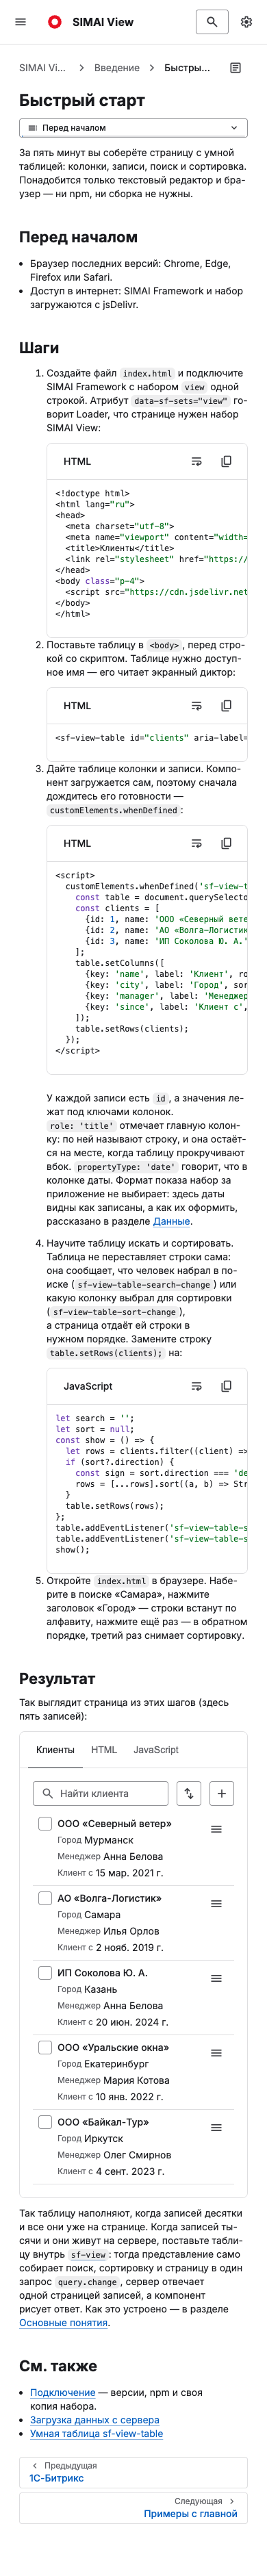 SIMAI View
SIMAI V... > Введение > Быстры...
Быстрый старт
Перед началом
За пять минут вы соберёте страницу с умной
таблицей: колонки, записи, поиск и сортировка.
Понадобится только текстовый редактор и бра-
узер — ни npm, ни сборка не нужны.
Перед началом
• Браузер последних версий: Chrome, Edge,
Firefox или Safari.
• Доступ в интернет: SIMAI Framework и набор
загружаются с jsDelivr.
Шаги
1. Создайте файл index.html и подключите
SIMAI Framework с набором view одной
строкой. Атрибут data-sf-sets="view" го-
ворит Loader, что странице нужен набор
SIMAI View:
HTML
<!doctype html>
<html lang="ru">
<head>
<meta charset="utf-8">
<meta name="viewport" content="width=
<title>Клиенты</title>
<link rel="stylesheet" href="https://
</head>
<body class="p-4">
<script src="https://cdn.jsdelivr.net
</body>
</html>
2. Поставьте таблицу в <body>, перед стро-
кой со скриптом. Таблице нужно доступ-
ное имя — его читает экранный диктор:
HTML
<sf-view-table id="clients" aria-label=
3. Дайте таблице колонки и записи. Компо-
нент загружается сам, поэтому сначала
дождитесь его готовности —
customElements.whenDefined:
HTML
<script>
customElements.whenDefined('sf-view-t
const table = document.querySelecto
const clients = [
{id: 1, name: 'ООО «Северный вете
{id: 2, name: 'АО «Волга-Логистик
{id: 3, name: 'ИП Соколова Ю. А.'
];
table.setColumns([
{key: 'name', label: 'Клиент', ro
{key: 'city', label: 'Город', sor
{key: 'manager', label: 'Менеджер
{key: 'since', label: 'Клиент с',
]);
table.setRows(clients);
});
</script>
У каждой записи есть id, а значения ле-
жат под ключами колонок.
role: 'title' отмечает главную колон-
ку: по ней называют строку, и она остаёт-
ся на месте, когда таблицу прокручивают
вбок. propertyType: 'date' говорит, что в
колонке даты. Формат показа набор за
приложение не выбирает: здесь даты
видны как записаны, а как их оформить,
рассказано в разделе Данные.
4. Научите таблицу искать и сортировать.
Таблица не переставляет строки сама:
она сообщает, что человек набрал в по-
иске (sf-view-table-search-change) или
какую колонку выбрал для сортировки
(sf-view-table-sort-change),
а страница отдаёт ей строки в
нужном порядке. Замените строку
table.setRows(clients); на:
JavaScript
let search = '';
let sort = null;
const show = () => {
let rows = clients.filter((client) =>
if (sort?.direction) {
const sign = sort.direction === 'de
rows = [...rows].sort((a, b) => Str
}
table.setRows(rows);
};
table.addEventListener('sf-view-table-s
table.addEventListener('sf-view-table-s
show();
5. Откройте index.html в браузере. Набе-
рите в поиске «Самара», нажмите
заголовок «Город» — строки встанут по
алфавиту, нажмите ещё раз — в обратном
порядке, третий раз снимает сортировку.
Результат
Так выглядит страница из этих шагов (здесь
пять записей):
Клиенты HTML JavaScript
Найти клиента
ООО «Северный ветер»
Город Мурманск
Менеджер Анна Белова
Клиент с 15 мар. 2021 г.
АО «Волга-Логистик»
Город Самара
Менеджер Илья Орлов
Клиент с 2 нояб. 2019 г.
ИП Соколова Ю. А.
Город Казань
Менеджер Анна Белова
Клиент с 20 июн. 2024 г.
ООО «Уральские окна»
Город Екатеринбург
Менеджер Мария Котова
Клиент с 10 янв. 2022 г.
ООО «Байкал-Тур»
Город Иркутск
Менеджер Олег Смирнов
Клиент с 4 сент. 2023 г.
Так таблицу наполняют, когда записей десятки
и все они уже на странице. Когда записей ты-
сячи и они живут на сервере, поставьте табли-
цу внутрь sf-view: тогда представление само
собирает поиск, сортировку и страницу в один
запрос query.change, сервер отвечает
одной страницей записей, а компонент
рисует ответ. Как это устроено — в разделе
Основные понятия.
См. также
• Подключение — версии, npm и своя
копия набора.
• Загрузка данных с сервера
• Умная таблица sf-view-table
Предыдущая
1С-Битрикс
Следующая
Примеры с главной